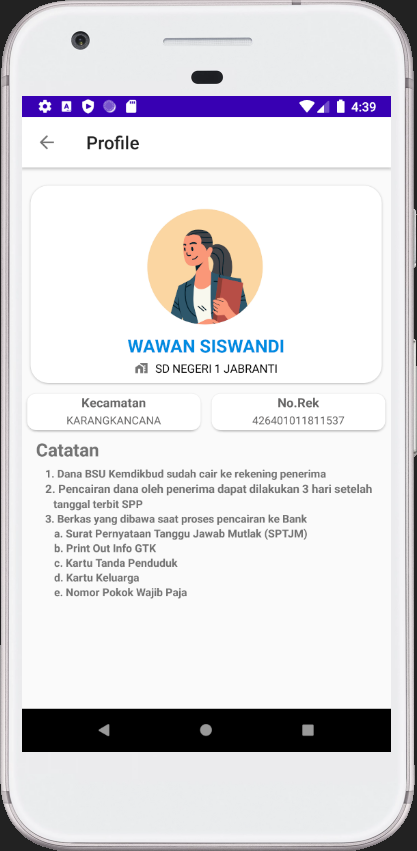 4:39
Profile
WAWAN SISWANDI
SD NEGERI 1 JABRANTI
Kecamatan
KARANGKANCANA
No.Rek
426401011811537
Catatan
1. Dana BSU Kemdikbud sudah cair ke rekening penerima
2. Pencairan dana oleh penerima dapat dilakukan 3 hari setelah
tanggal terbit SPP
3. Berkas yang dibawa saat proses pencairan ke Bank
a. Surat Pernyataan Tanggu Jawab Mutlak (SPTJM)
b. Print Out Info GTK
c. Kartu Tanda Penduduk
d. Kartu Keluarga
e. Nomor Pokok Wajib Paja